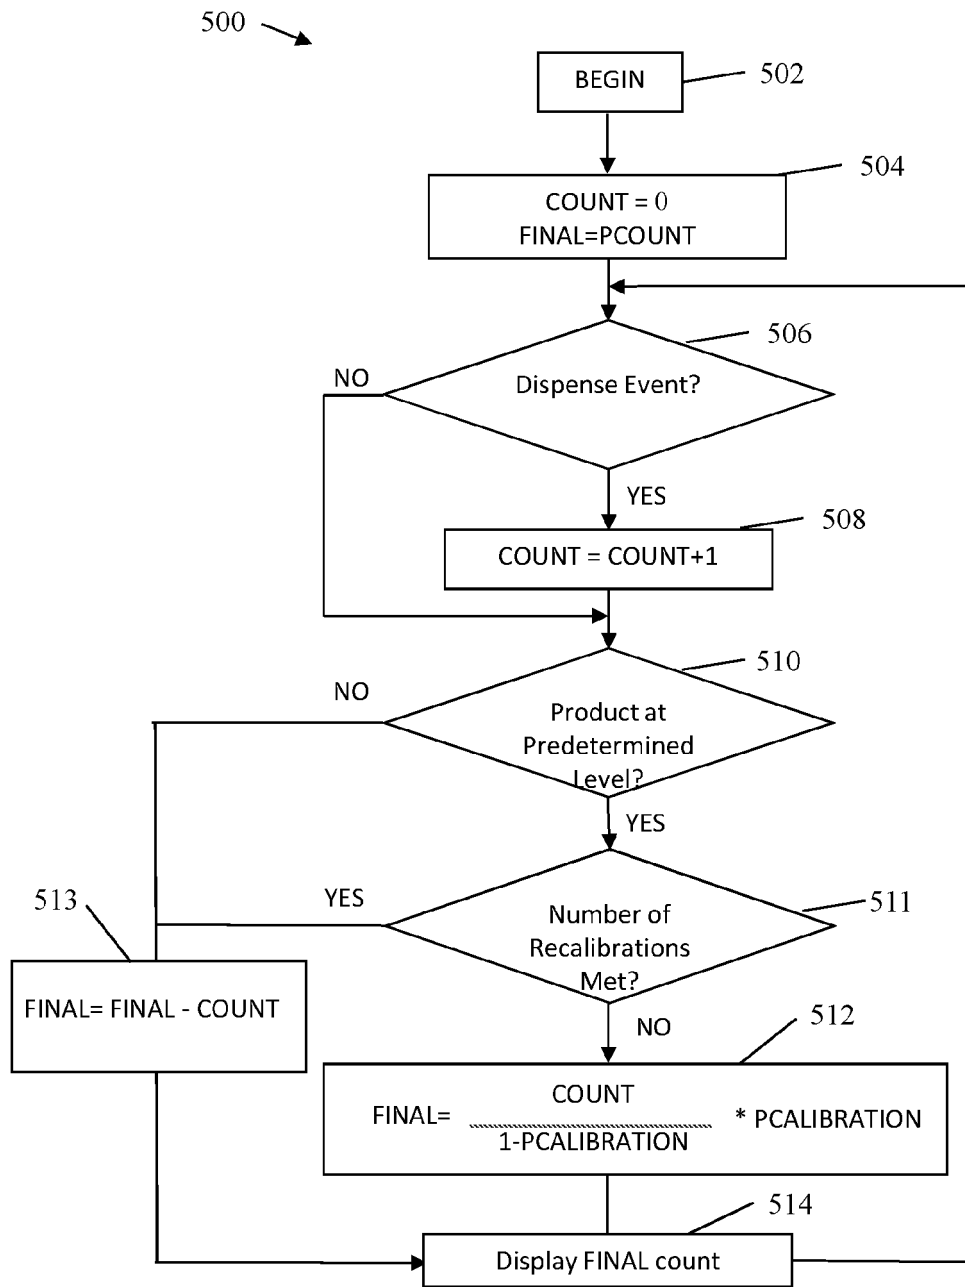 500
BEGIN
502
504
COUNT = 0
FINAL=PCOUNT
506
NO
Dispense Event?
YES
508
COUNT = COUNT+1
510
NO
Product at
Predetermined
Level?
YES
513
YES
511
Number of
Recalibrations
Met?
FINAL= FINAL - COUNT
NO
512
COUNT
FINAL=
* PCALIBRATION
1-PCALIBRATION
514
Display FINAL count